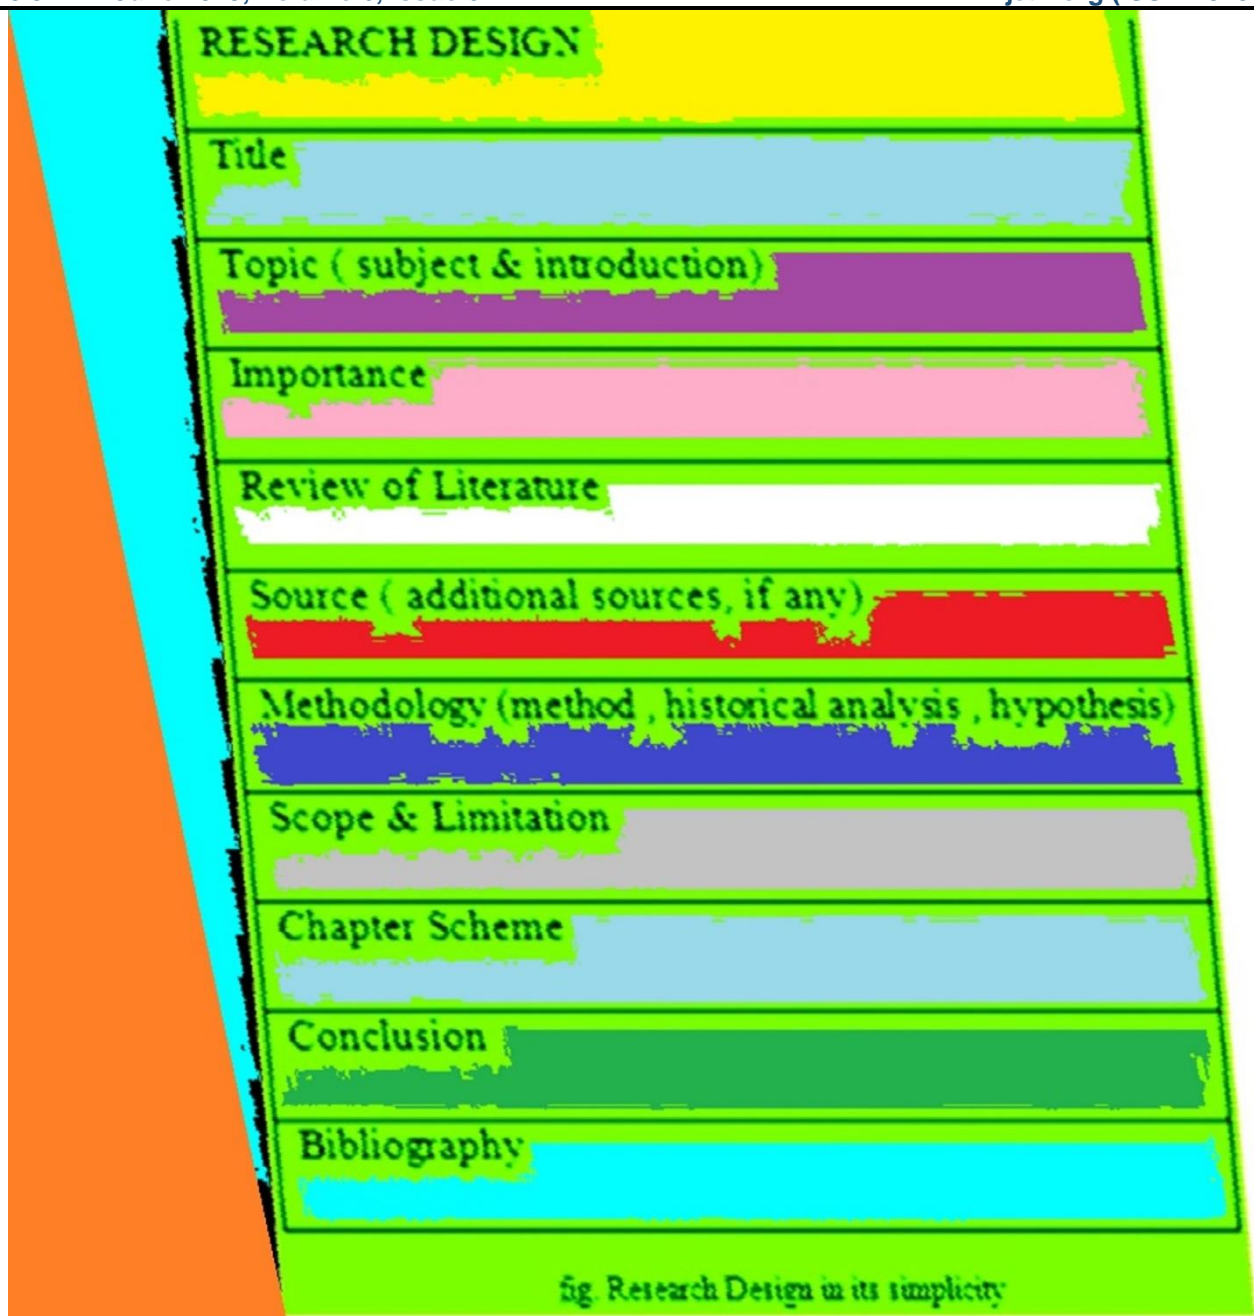 RESEARCH DESIGN
Title
Topic ( subject & introduction)
Importance
Review of Literature
Source ( additional sources, if any)
Methodology (method , historical analysis , hypothesis)
Scope & Limitation
Chapter Scheme
Conclusion
Bibliography
fig. Research Design in its simplicity